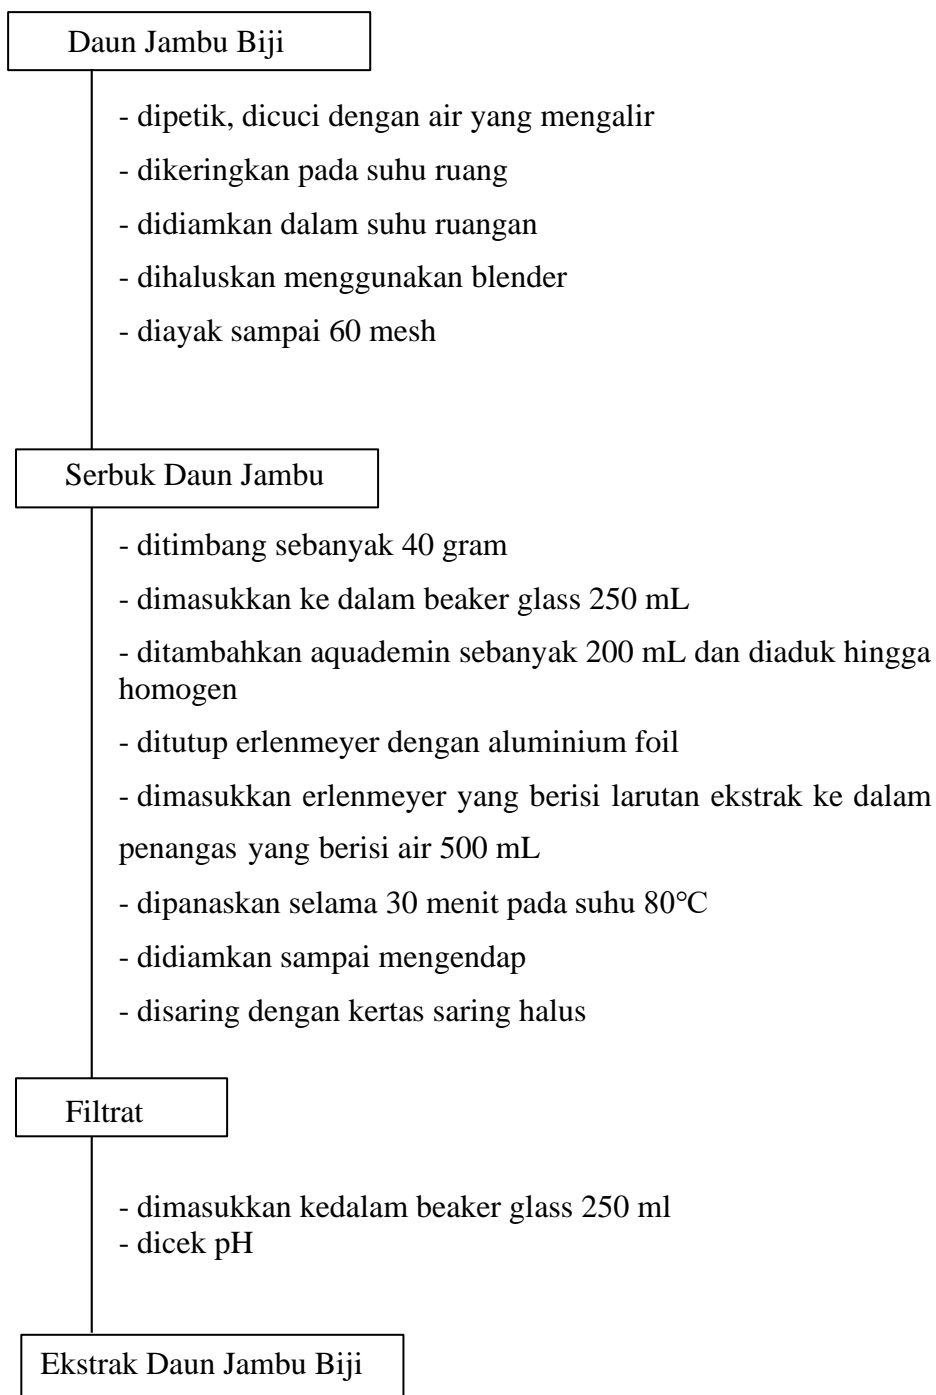 Daun Jambu Biji
- dipetik, dicuci dengan air yang mengalir
- dikeringkan pada suhu ruang
- didiamkan dalam suhu ruangan
- dihaluskan menggunakan blender
- diayak sampai 60 mesh
Serbuk Daun Jambu
- ditimbang sebanyak 40 gram
- dimasukkan ke dalam beaker glass 250 mL
- ditambahkan aquademin sebanyak 200 mL dan diaduk hingga
homogen
- ditutup erlenmeyer dengan aluminium foil
- dimasukkan erlenmeyer yang berisi larutan ekstrak ke dalam
penangas yang berisi air 500 mL
- dipanaskan selama 30 menit pada suhu 80℃
- didiamkan sampai mengendap
- disaring dengan kertas saring halus
Filtrat
- dimasukkan kedalam beaker glass 250 ml
- dicek pH
Ekstrak Daun Jambu Biji